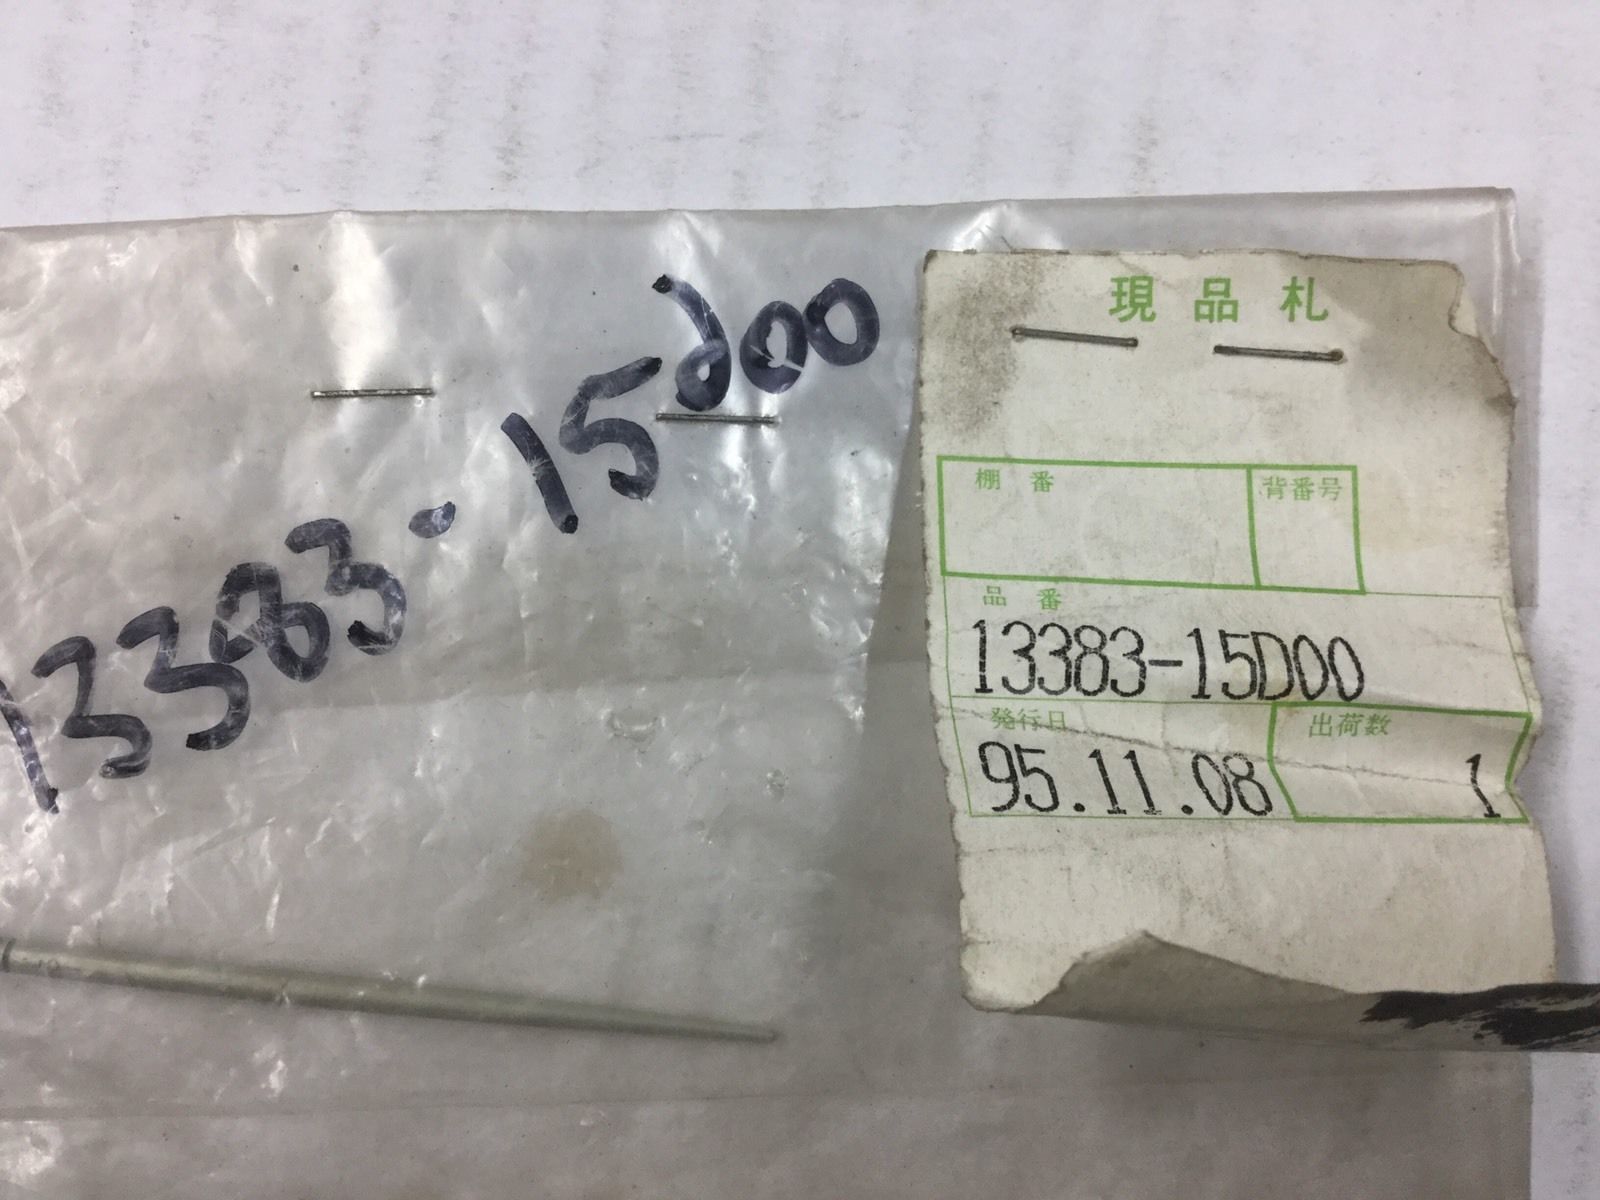 13383-15d00
現品札
棚番
背番号
品番
13383-15D00
発行日
出荷数
95.11.08
1